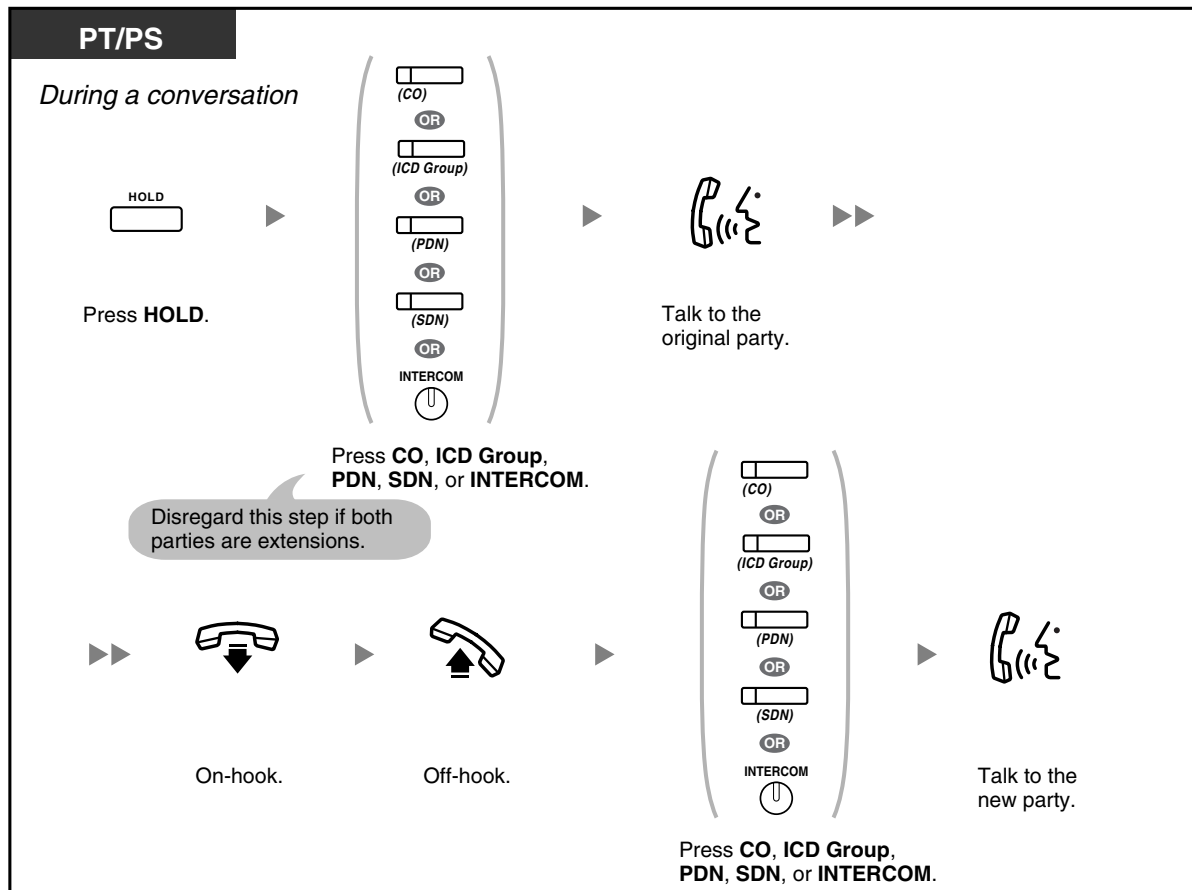 PT/PS
During a conversation
HOLD
Press HOLD.
(CO)
OR
(ICD Group)
OR
(PDN)
OR
(SDN)
OR
INTERCOM
Press CO, ICD Group,
PDN, SDN, or INTERCOM.
Disregard this step if both
parties are extensions.
Talk to the
original party.
On-hook.
Off-hook.
(CO)
OR
(ICD Group)
OR
(PDN)
OR
(SDN)
OR
INTERCOM
Press CO, ICD Group,
PDN, SDN, or INTERCOM.
Talk to the
new party.